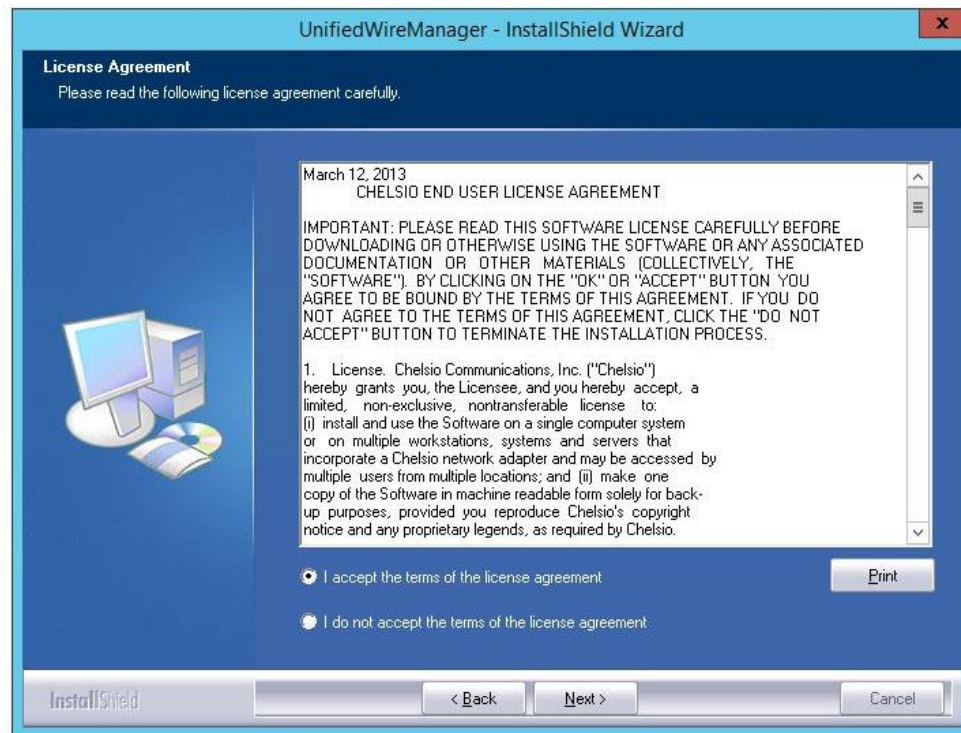 UnifiedWireManager - InstallShield Wizard
x
License Agreement
Please read the following license agreement carefully.
March 12, 2013
CHELSIO END USER LICENSE AGREEMENT
IMPORTANT: PLEASE READ THIS SOFTWARE LICENSE CAREFULLY BEFORE
DOWNLOADING OR OTHERWISE USING THE SOFTWARE OR ANY ASSOCIATED
DOCUMENTATION OR OTHER MATERIALS (COLLECTIVELY, THE
"SOFTWARE"). BY CLICKING ON THE "OK" OR "ACCEPT" BUTTON YOU
AGREE TO BE BOUND BY THE TERMS OF THIS AGREEMENT. IF YOU DO
NOT AGREE TO THE TERMS OF THIS AGREEMENT, CLICK THE "DO NOT
ACCEPT" BUTTON TO TERMINATE THE INSTALLATION PROCESS.
1. License. Chelsio Communications, Inc. ("Chelsio")
hereby grants you, the Licensee, and you hereby accept, a
limited, non-exclusive, nontransferable license to:
(i) install and use the Software on a single computer system
or on multiple workstations, systems and servers that
incorporate a Chelsio network adapter and may be accessed by
multiple users from multiple locations; and (ii) make one
copy of the Software in machine readable form solely for back-
up purposes, provided you reproduce Chelsio's copyright
notice and any proprietary legends, as required by Chelsio.
I accept the terms of the license agreement
Print
I do not accept the terms of the license agreement
InstallShield
< Back
Next >
Cancel